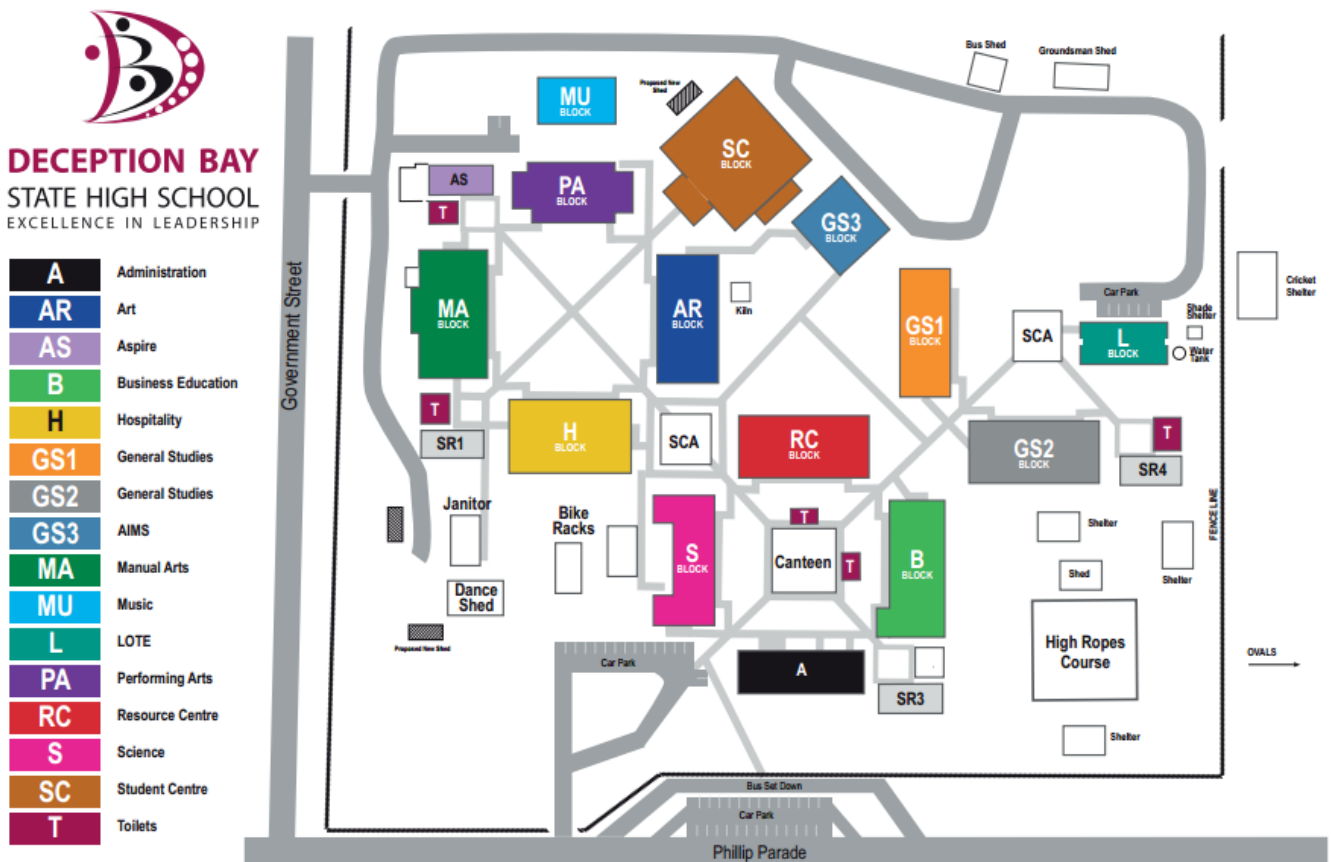 DECEPTION BAY
STATE HIGH SCHOOL
EXCELLENCE IN LEADERSHIP
A Administration
AR Art
AS Aspire
B Business Education
H Hospitality
GS1 General Studies
GS2 General Studies
GS3 AIMS
MA Manual Arts
MU Music
L LOTE
PA Performing Arts
RC Resource Centre
S Science
SC Student Centre
T Toilets
Government Street
Bus Shed
Groundsman Shed
Proposed New
Shed
MU
BLOCK
SC
BLOCK
AS
PA
BLOCK
T
GS3
BLOCK
MA
BLOCK
AR
BLOCK
Kiln
GS1
BLOCK
SCA
Car Park
L
BLOCK
Shade
Shelter
Water
Tank
Cricket
Shelter
T
SR1
H
BLOCK
SCA
RC
BLOCK
GS2
BLOCK
T
SR4
Janitor
Bike
Racks
S
BLOCK
T
Canteen
T
B
BLOCK
Shelter
Shelter
FENCE LINE
Shed
Dance
Shed
Proposed New Shed
Car Park
A
SR3
High Ropes
Course
OVALS
Shelter
Bus Set Down
Car Park
Phillip Parade